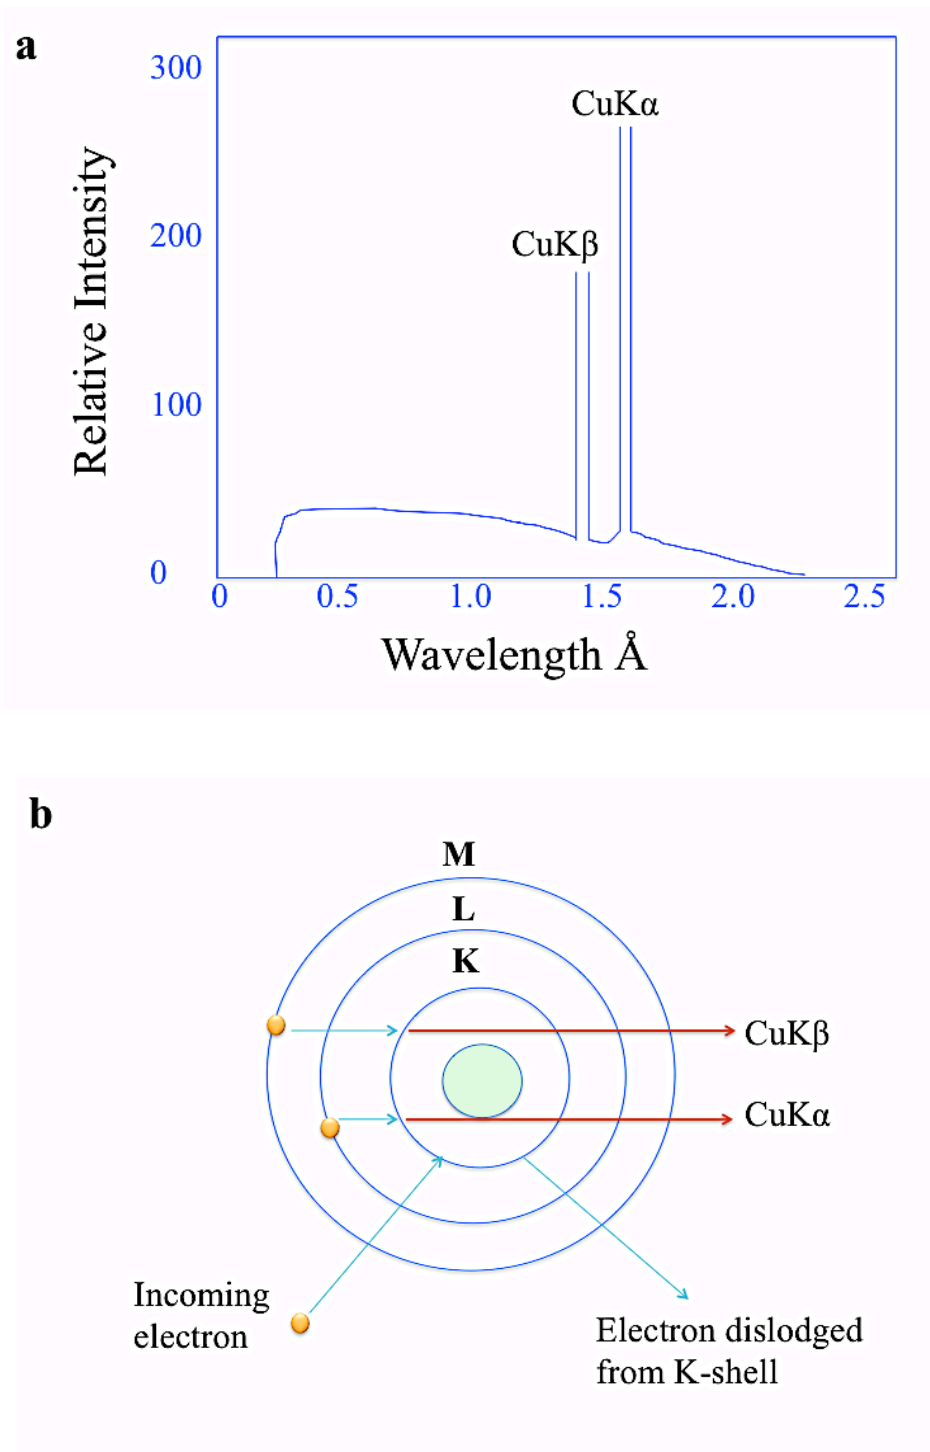 a
300
CuKα
200
CuKβ
Relative Intensity
100
0
0 0.5 1.0 1.5 2.0 2.5
Wavelength Å
b
M
L
K
CuKβ
CuKα
Incoming
electron
Electron dislodged
from K-shell